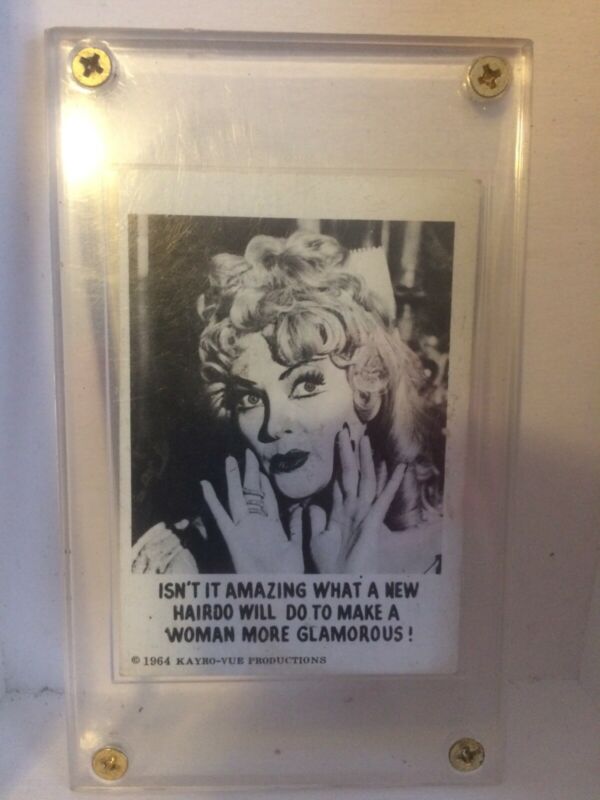 ISN'T IT AMAZING WHAT A NEW
HAIRDO WILL DO TO MAKE A
WOMAN MORE GLAMOROUS!
© 1964 KAYRO-VUE PRODUCTIONS